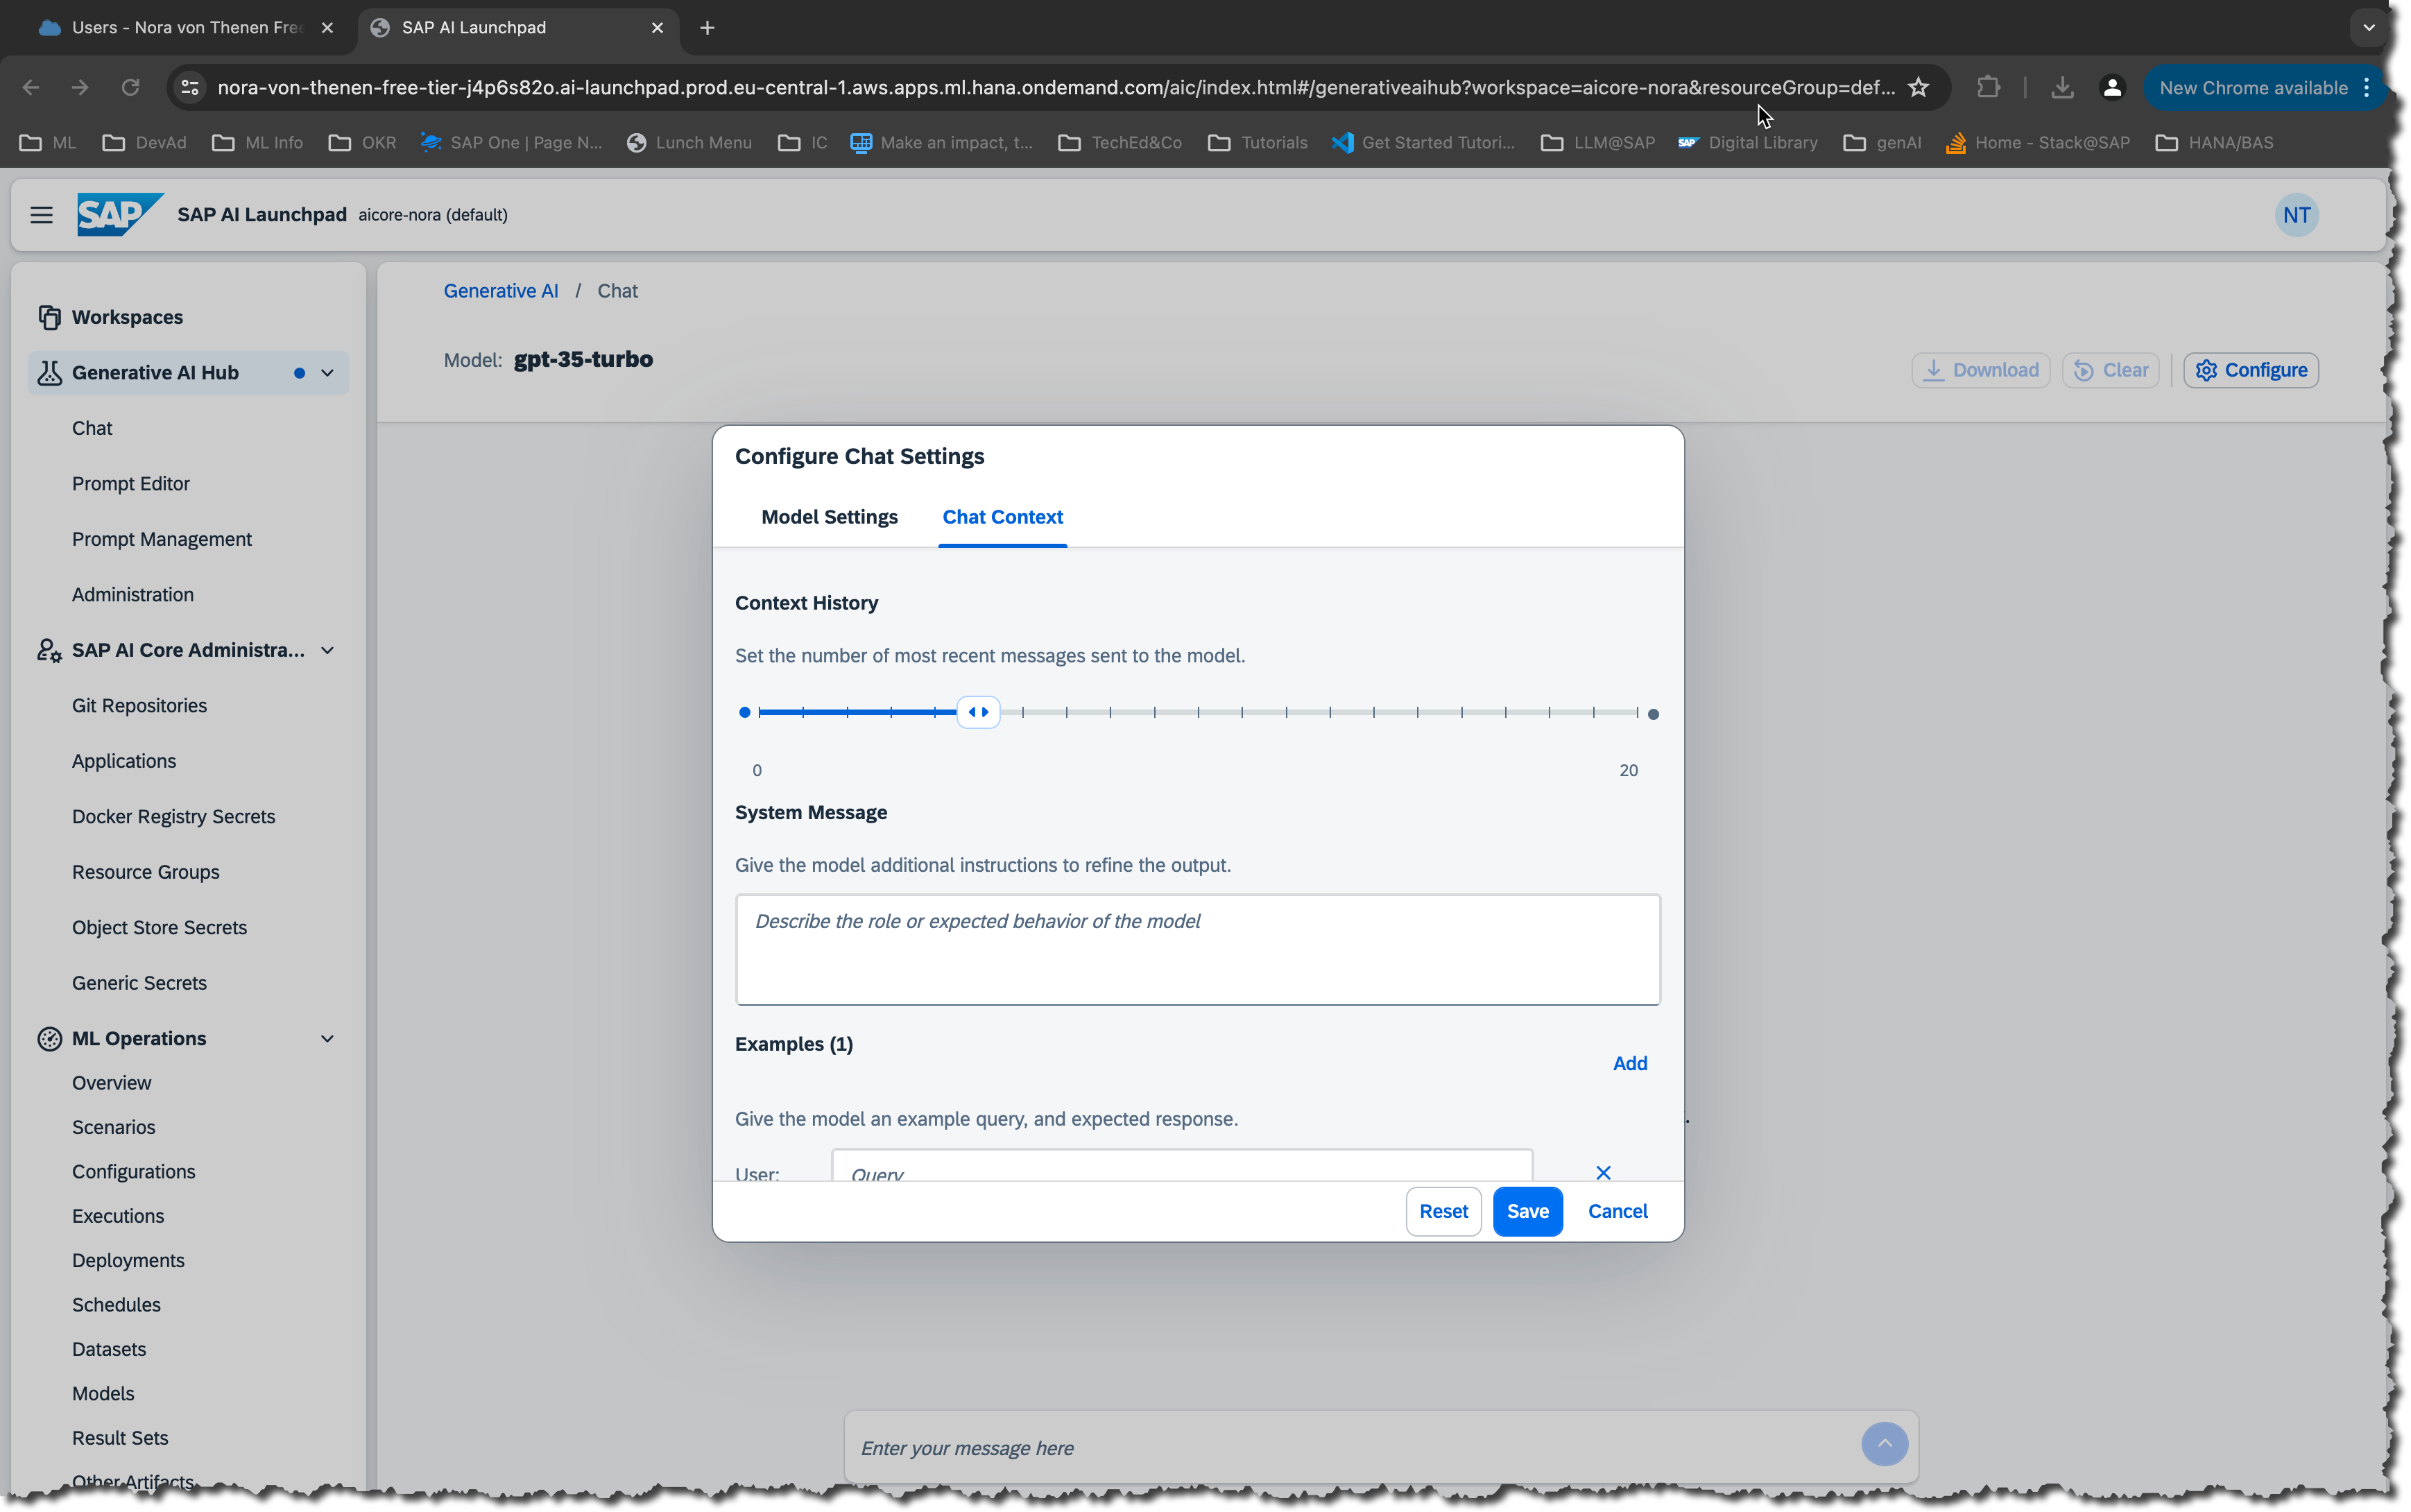 Users - Nora von Thenen Fre
SAP AI Launchpad
nora-von-thenen-free-tier-j4p6s82o.ai-launchpad.prod.eu-central-1.aws.apps.ml.hana.ondemand.com/aic/index.html#/generativeaihub?workspace=aicore-nora&resourceGroup=def...
New Chrome available
ML
DevAd
ML Info
OKR
SAP One | Page N...
Lunch Menu
IC
Make an impact, t...
TechEd&Co
Tutorials
Get Started Tutori...
LLM@SAP
SAP
Digital Library
genAI
Home - Stack@SAP
HANA/BAS
SAP
SAP AI Launchpad
aicore-nora (default)
NT
Workspaces
Generative AI Hub
Chat
Prompt Editor
Prompt Management
Administration
SAP AI Core Administra...
Git Repositories
Applications
Docker Registry Secrets
Resource Groups
Object Store Secrets
Generic Secrets
ML Operations
Overview
Scenarios
Configurations
Executions
Deployments
Schedules
Datasets
Models
Result Sets
Other Artifacts
Generative AI / Chat
Model: gpt-35-turbo
Download
Clear
Configure
Configure Chat Settings
Model Settings
Chat Context
Context History
Set the number of most recent messages sent to the model.
0
20
System Message
Give the model additional instructions to refine the output.
Describe the role or expected behavior of the model
Examples (1)
Add
Give the model an example query, and expected response.
User:
Query
Reset
Save
Cancel
Enter your message here